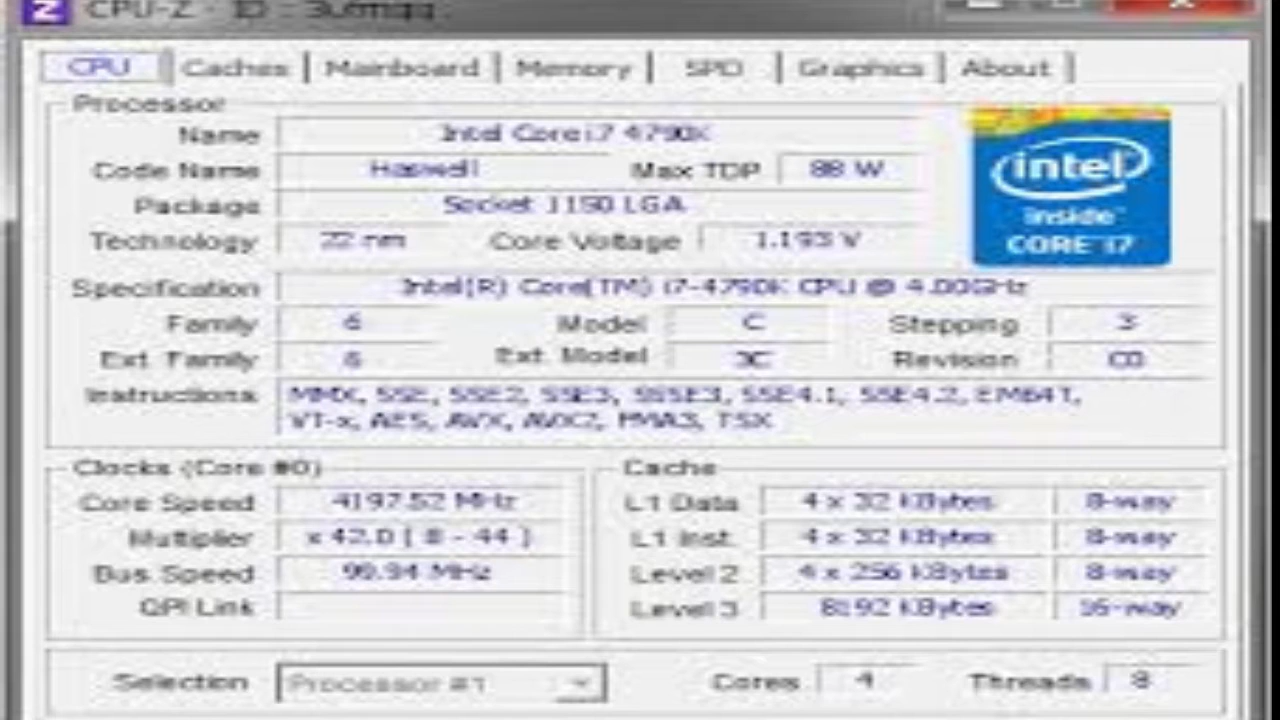 CPU-Z - ID :
CPU Caches Mainboard Memory SPD Graphics About
Processor
Name Intel Core i7 4790K
Code Name Haswell Max TDP 88 W
Package Socket 1150 LGA
Technology 22 nm Core Voltage 1.193 V
intel
inside™
CORE i7
Specification Intel(R) Core(TM) i7-4790K CPU @ 4.00GHz
Family 6 Model C Stepping 3
Ext. Family 6 Ext. Model 3C Revision C0
Instructions MMX, SSE, SSE2, SSE3, SSSE3, SSE4.1, SSE4.2, EM64T,
VT-x, AES, AVX, AVX2, FMA3, TSX
Clocks (Core #0)
Core Speed 4197.52 MHz
Multiplier x 42.0 ( 8 - 44 )
Bus Speed 99.94 MHz
QPI Link
Cache
L1 Data 4 x 32 KBytes 8-way
L1 Inst. 4 x 32 KBytes 8-way
Level 2 4 x 256 KBytes 8-way
Level 3 8192 KBytes 16-way
Selection Processor #1 Cores 4 Threads 8